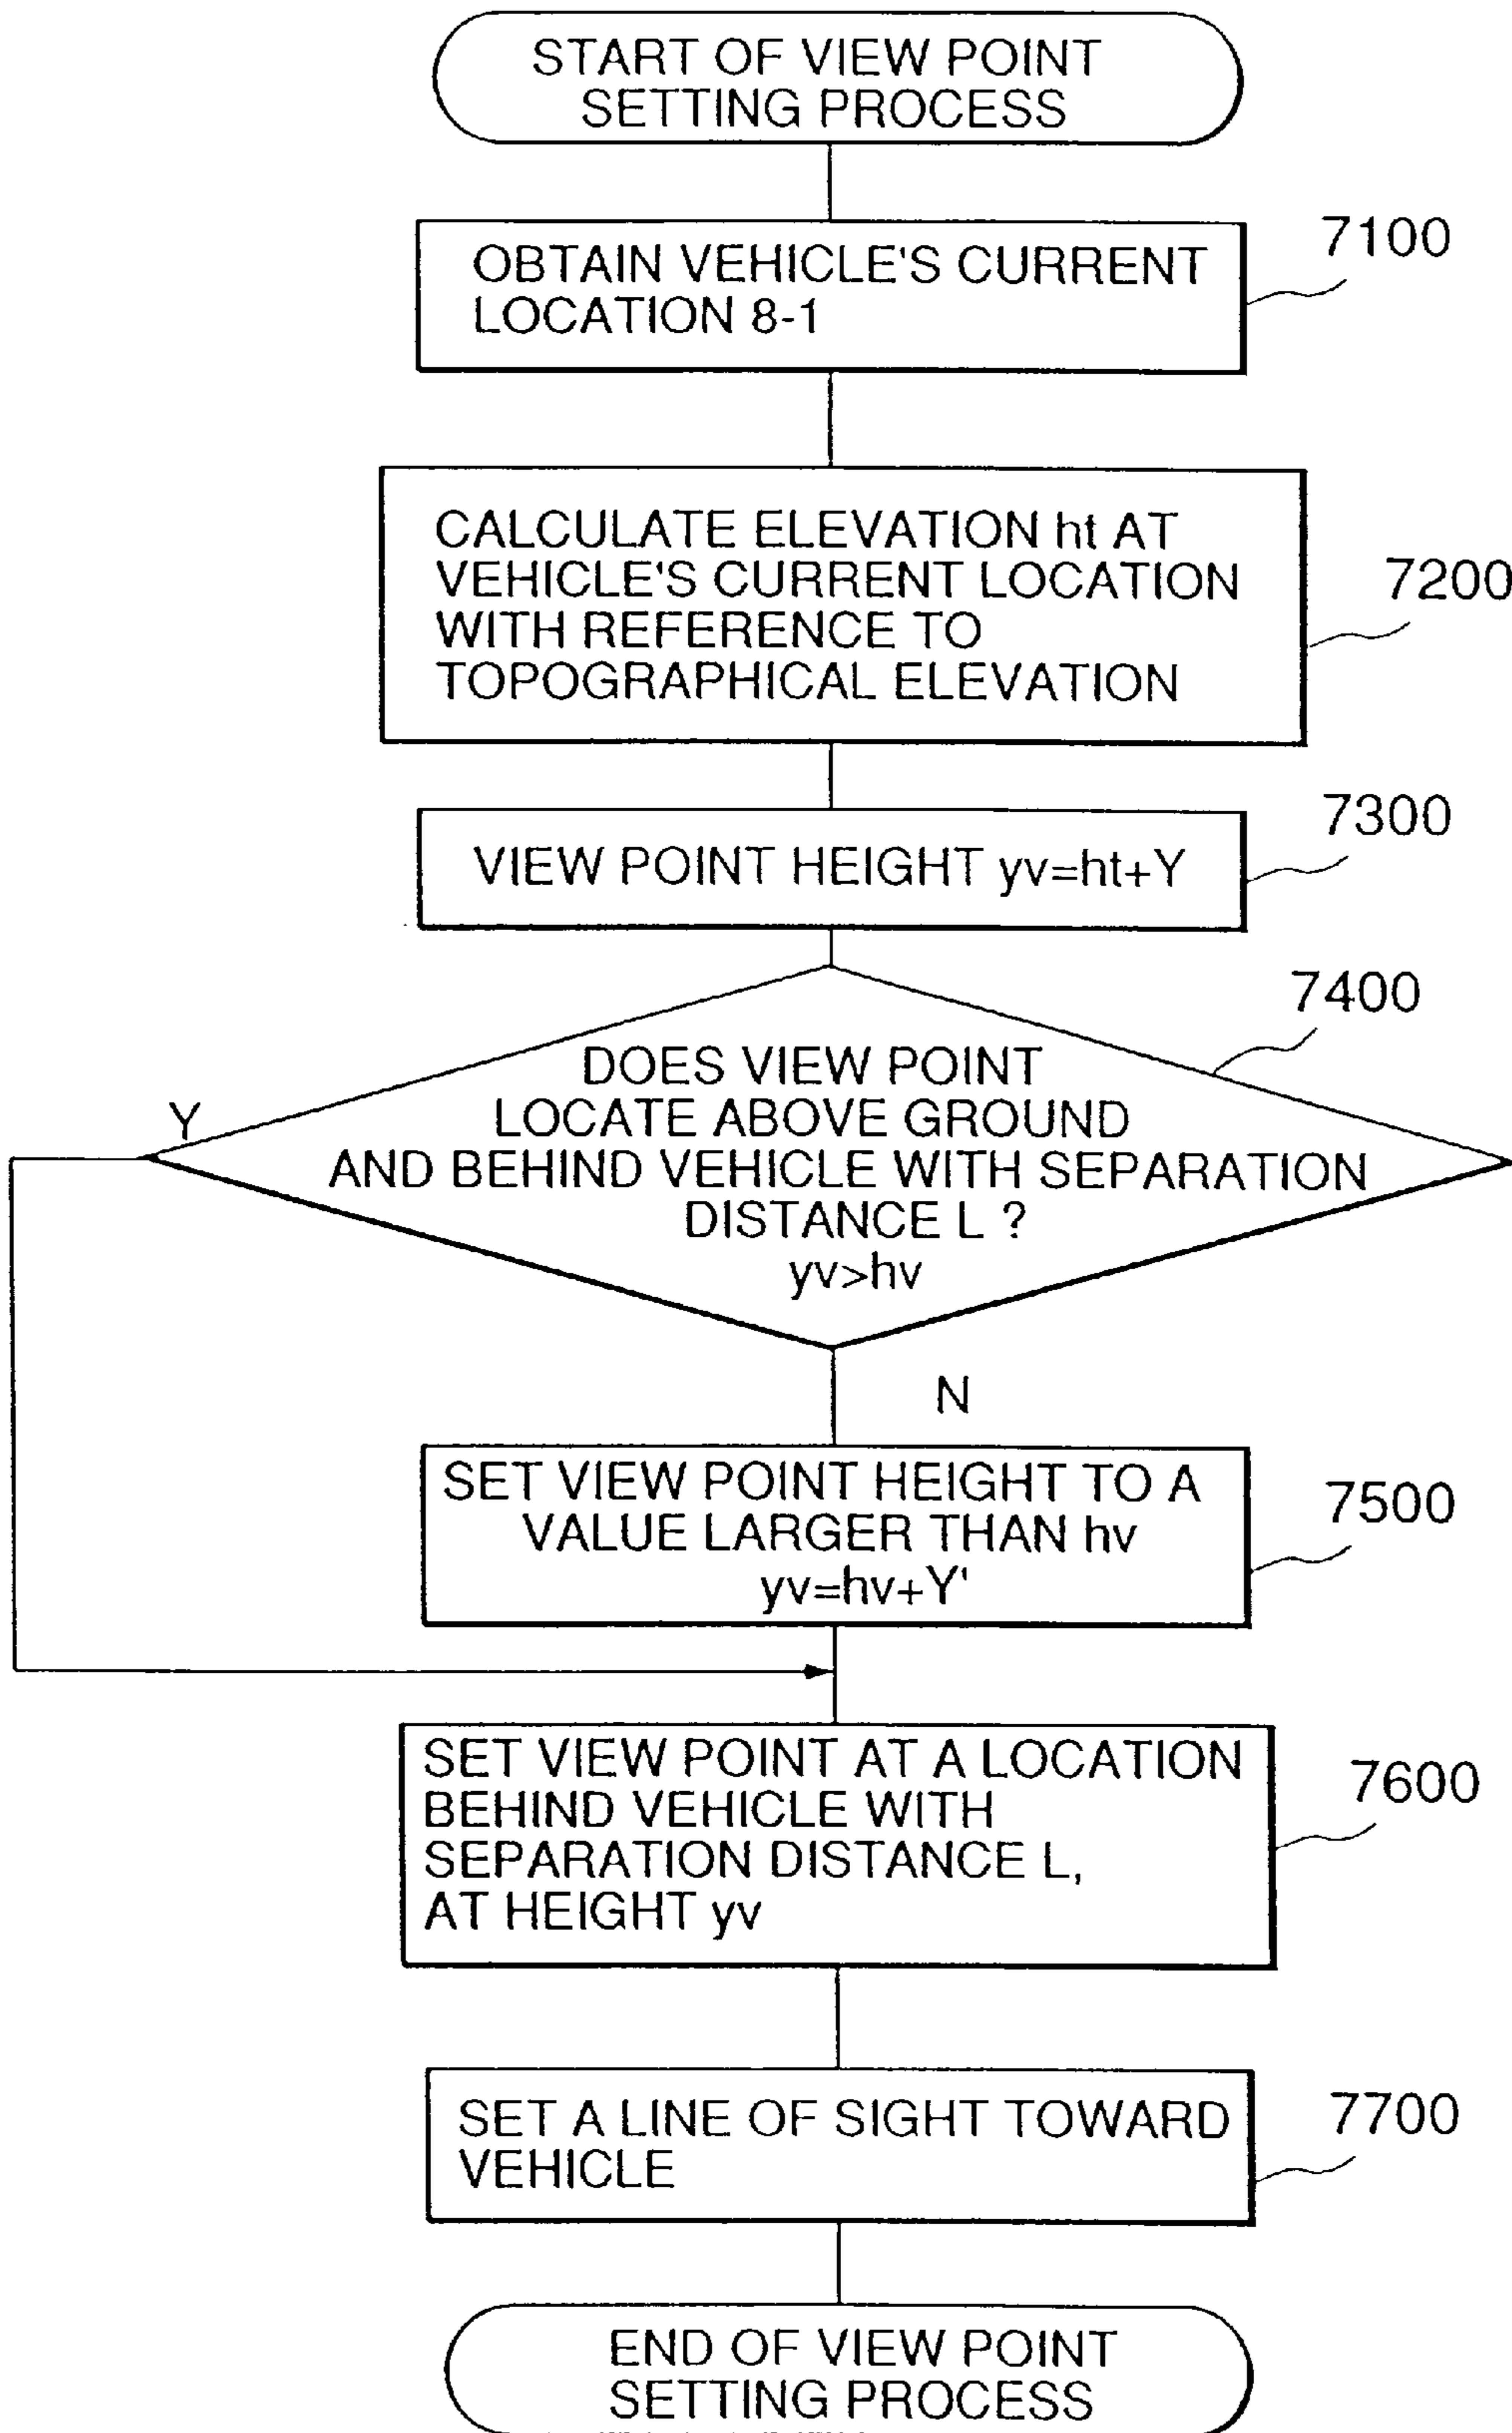 START OF VIEW POINT
SETTING PROCESS
7100
OBTAIN VEHICLE'S CURRENT
LOCATION 8-1
CALCULATE ELEVATION ht AT
VEHICLE'S CURRENT LOCATION
WITH REFERENCE TO
TOPOGRAPHICAL ELEVATION
7200
7300
VIEW POINT HEIGHT yv=ht+Y
7400
DOES VIEW POINT
LOCATE ABOVE GROUND
AND BEHIND VEHICLE WITH SEPARATION
DISTANCE L ?
yv>hv
Y
N
SET VIEW POINT HEIGHT TO A
VALUE LARGER THAN hv
yv=hv+Y'
7500
SET VIEW POINT AT A LOCATION
BEHIND VEHICLE WITH
SEPARATION DISTANCE L,
AT HEIGHT yv
7600
SET A LINE OF SIGHT TOWARD
VEHICLE
7700
END OF VIEW POINT
SETTING PROCESS